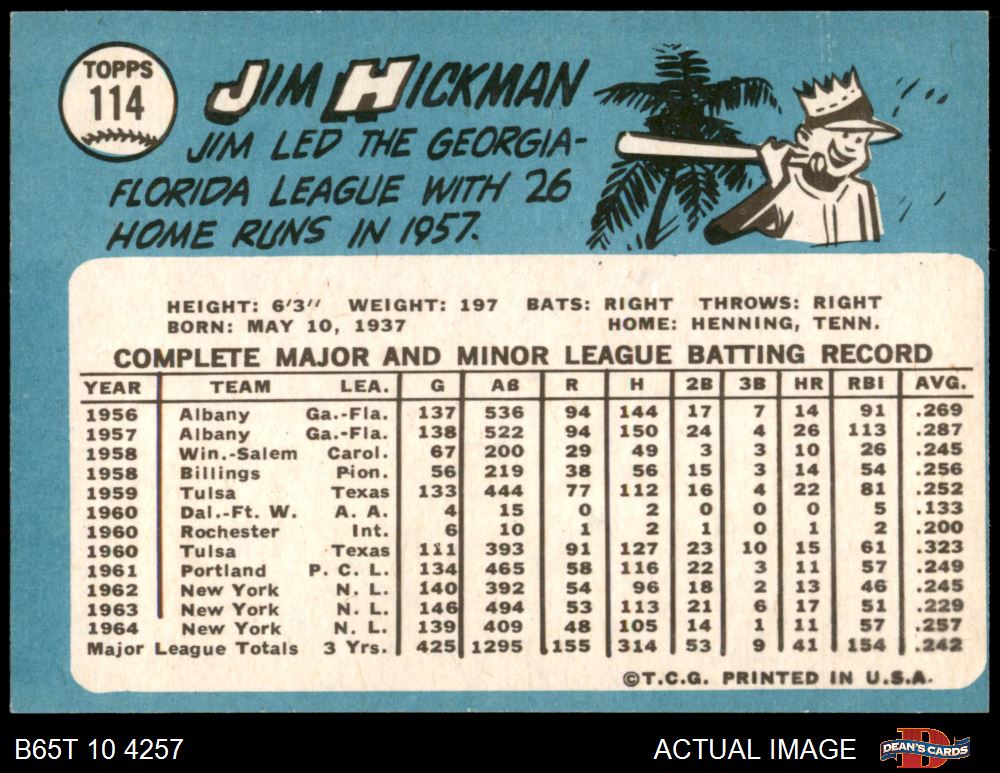 TOPPS
114
JIM HICKMAN
JIM LED THE GEORGIA-
FLORIDA LEAGUE WITH 26
HOME RUNS IN 1957.
HEIGHT: 6'3" WEIGHT: 197 BATS: RIGHT THROWS: RIGHT
BORN: MAY 10, 1937 HOME: HENNING, TENN.
COMPLETE MAJOR AND MINOR LEAGUE BATTING RECORD
YEAR TEAM LEA. G AB R H 2B 3B HR RBI AVG.
1956 Albany Ga.-Fla. 137 536 94 144 17 7 14 91 .269
1957 Albany Ga.-Fla. 138 522 94 150 24 4 26 113 .287
1958 Win.-Salem Carol. 67 200 29 49 3 3 10 26 .245
1958 Billings Pion. 56 219 38 56 15 3 14 54 .256
1959 Tulsa Texas 133 444 77 112 16 4 22 81 .252
1960 Dal.-Ft. W. A. A. 4 15 0 2 0 0 0 5 .133
1960 Rochester Int. 6 10 1 2 1 0 1 2 .200
1960 Tulsa Texas 111 393 91 127 23 10 15 61 .323
1961 Portland P. C. L. 134 465 58 116 22 3 11 57 .249
1962 New York N. L. 140 392 54 96 18 2 13 46 .245
1963 New York N. L. 146 494 53 113 21 6 17 51 .229
1964 New York N. L. 139 409 48 105 14 1 11 57 .257
Major League Totals 3 Yrs. 425 1295 155 314 53 9 41 154 .242
©T.C.G. PRINTED IN U.S.A.
B65T 10 4257 ACTUAL IMAGE DEAN'S CARDS